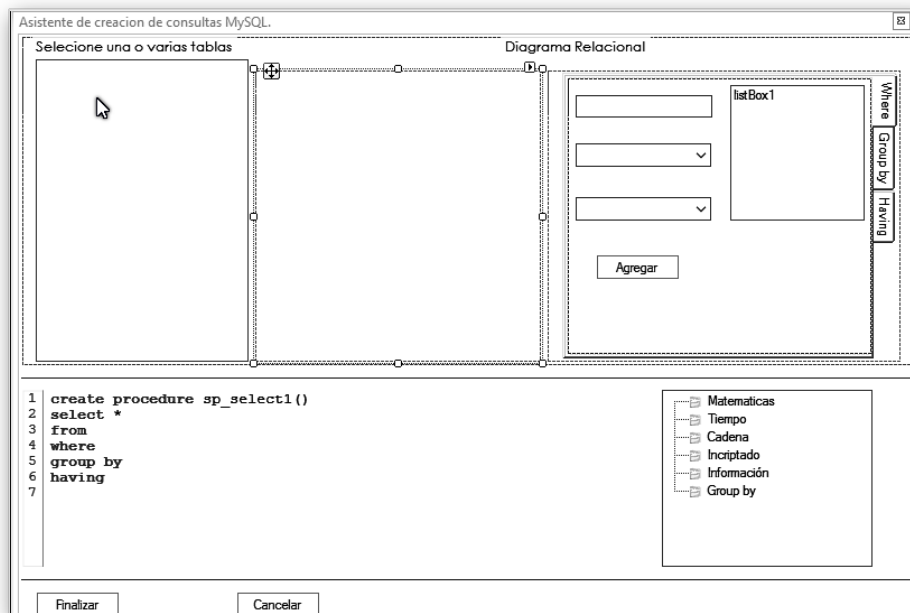 Asistente de creacion de consultas MySQL.
Selecione una o varias tablas
Diagrama Relacional
listBox1
Where
Group by
Having
Agregar
1 create procedure sp_select1()
2 select *
3 from
4 where
5 group by
6 having
7
Matematicas
Tiempo
Cadena
Incriptado
Información
Group by
Finalizar
Cancelar